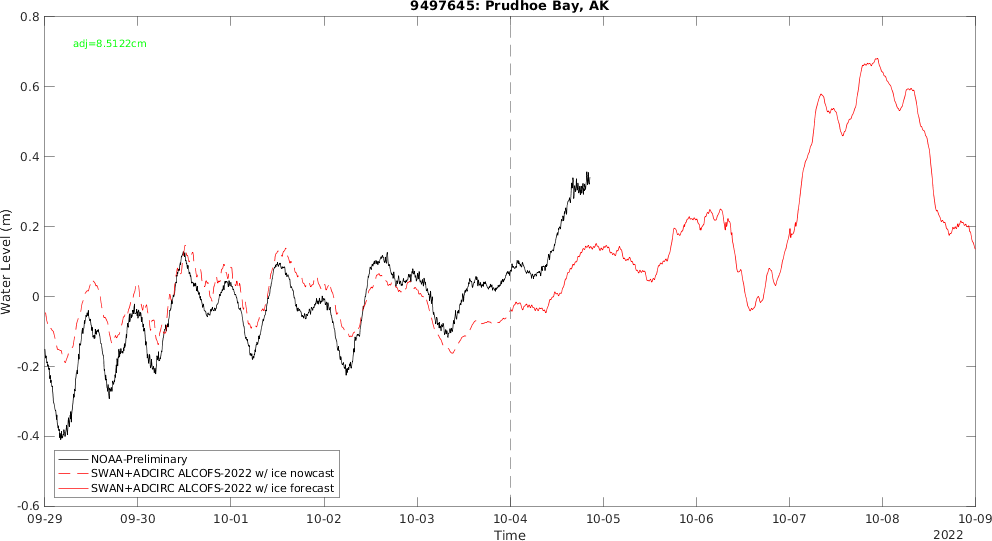 9497645: Prudhoe Bay, AK
adj=8.5122cm
Water Level (m)
0.8
0.6
0.4
0.2
0
-0.2
-0.4
-0.6
NOAA-Preliminary
SWAN+ADCIRC ALCOFS-2022 w/ ice nowcast
SWAN+ADCIRC ALCOFS-2022 w/ ice forecast
09-29 09-30 10-01 10-02 10-03 10-04 10-05 10-06 10-07 10-08 10-09
Time
2022